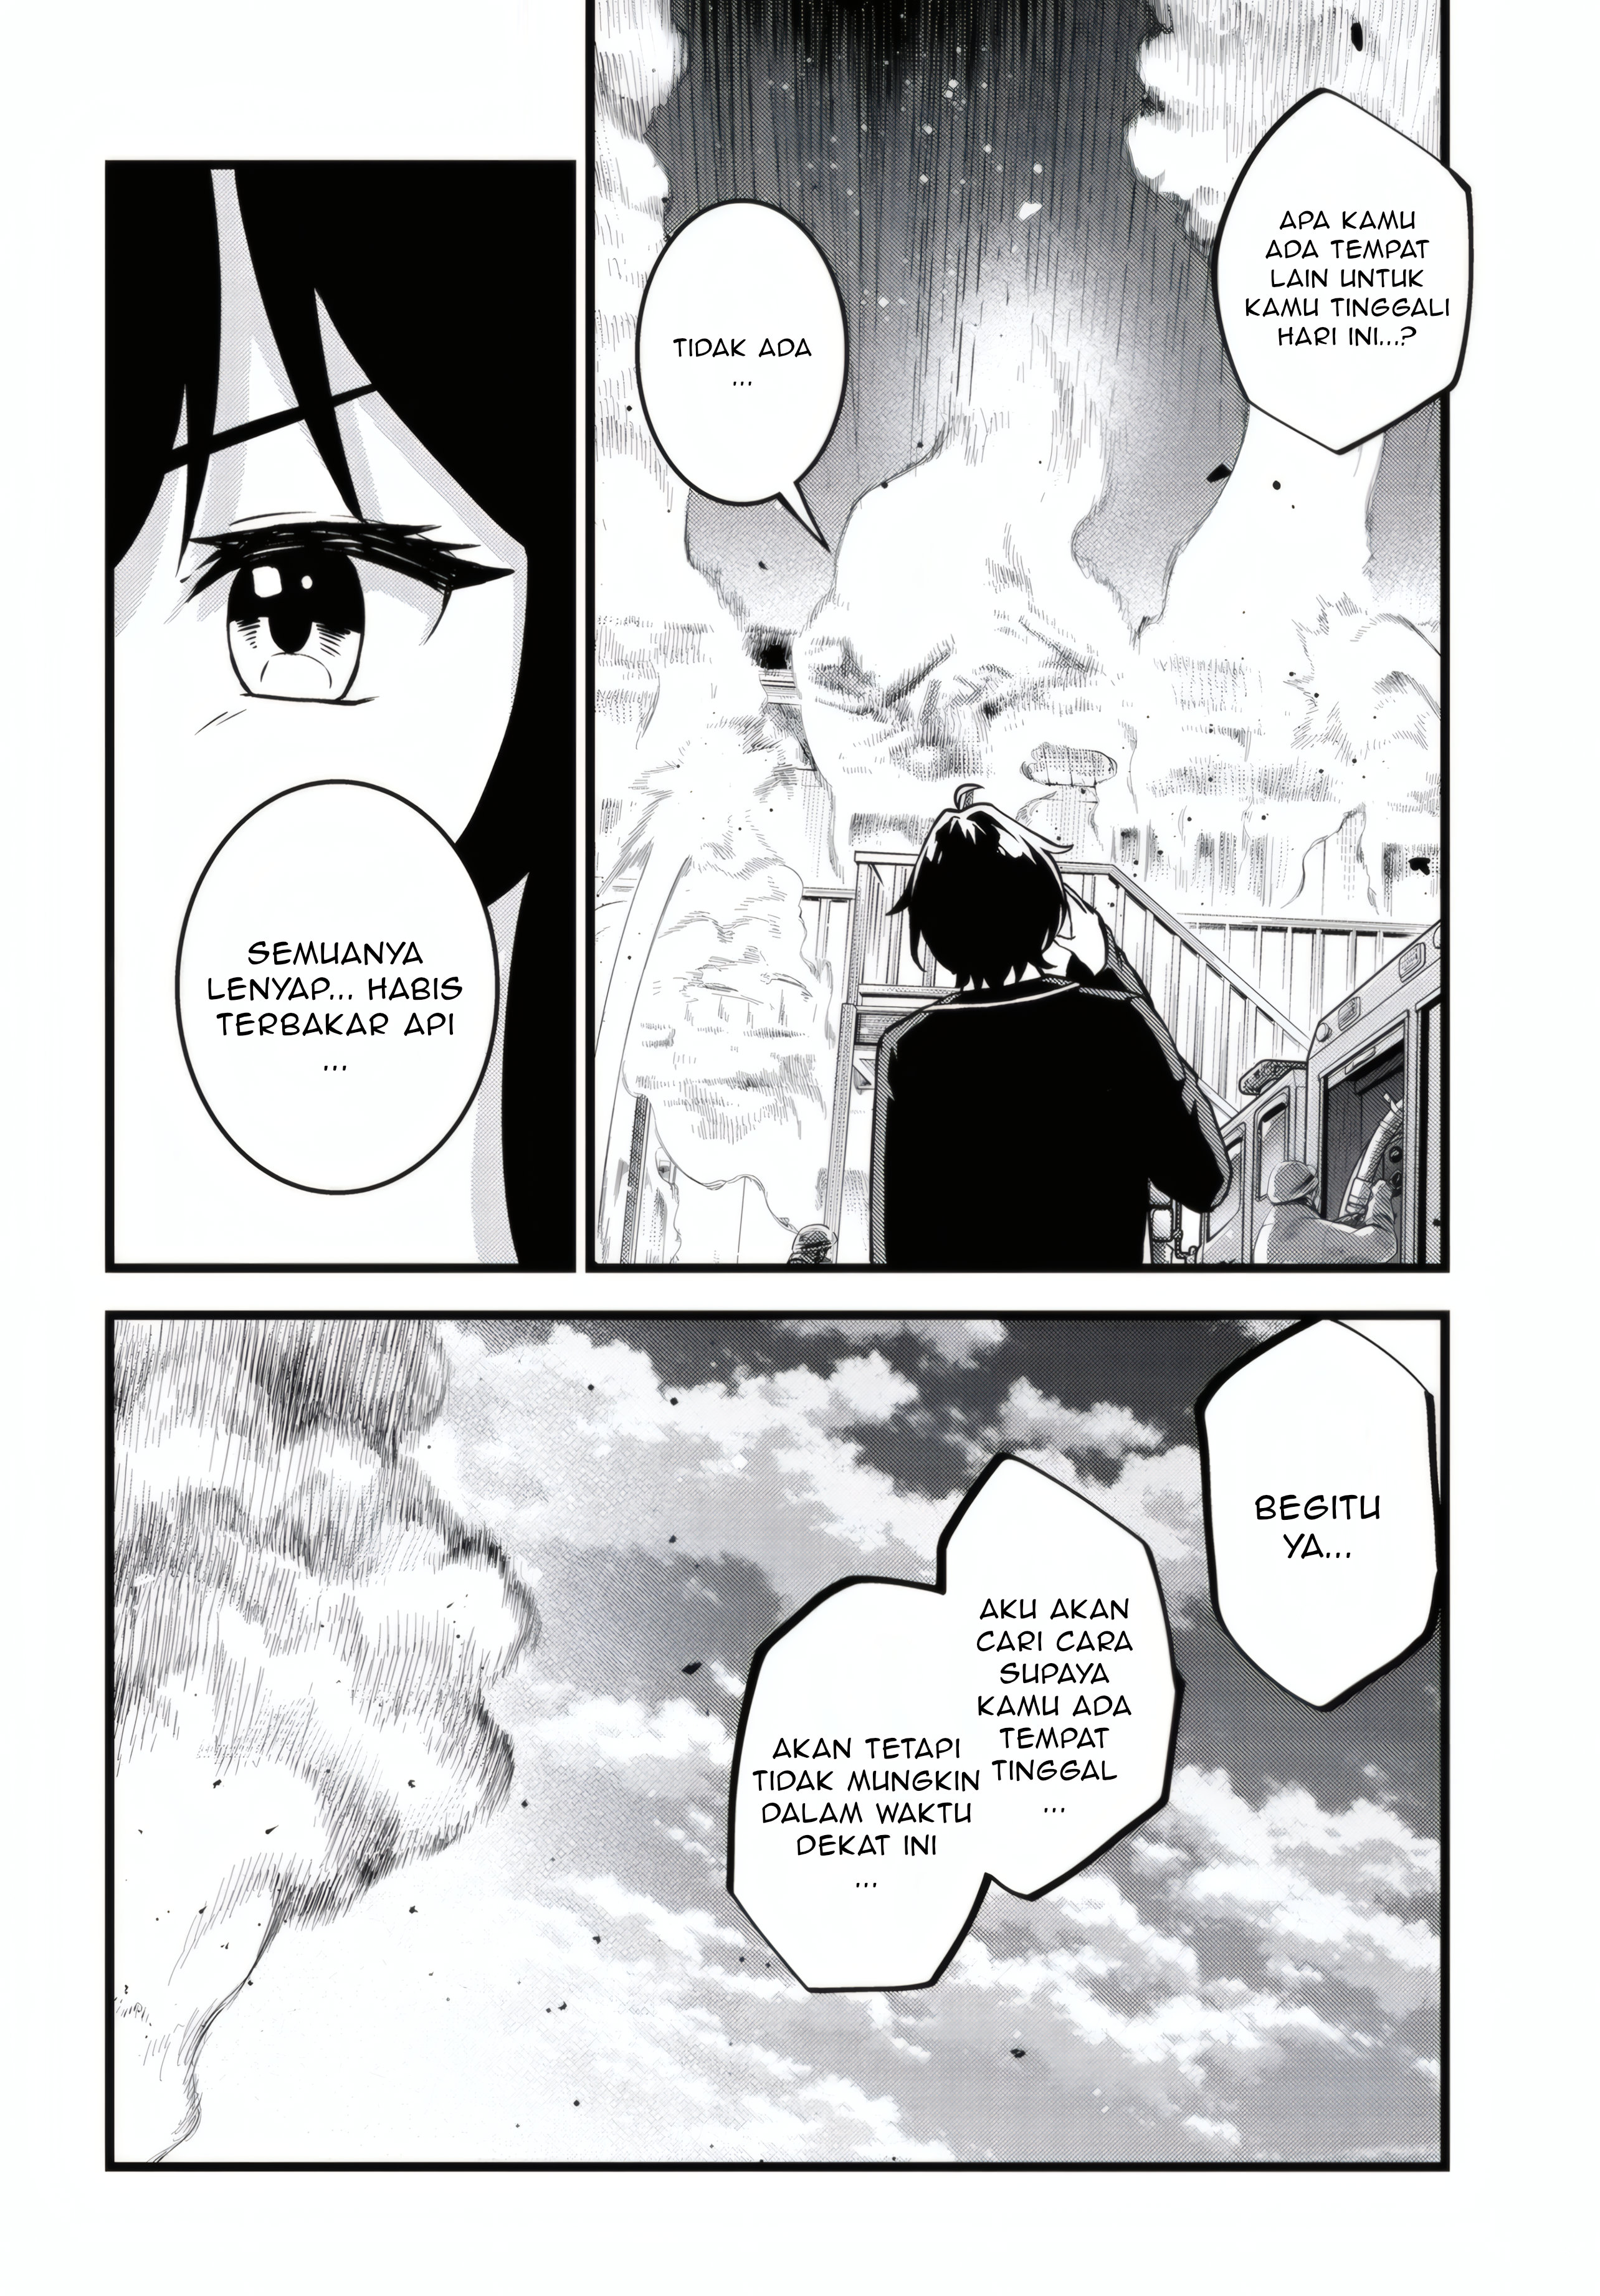 APA KAMU
ADA TEMPAT
LAIN UNTUK
KAMU TINGGALI
HARI INI...?
TIDAK ADA
...
SEMUANYA
LENYAP... HABIS
TERBAKAR API
...
BEGITU
YA...
AKU AKAN
CARI CARA
SUPAYA
KAMU ADA
TEMPAT
TINGGAL
...
AKAN TETAPI
TIDAK MUNGKIN
DALAM WAKTU
DEKAT INI
...